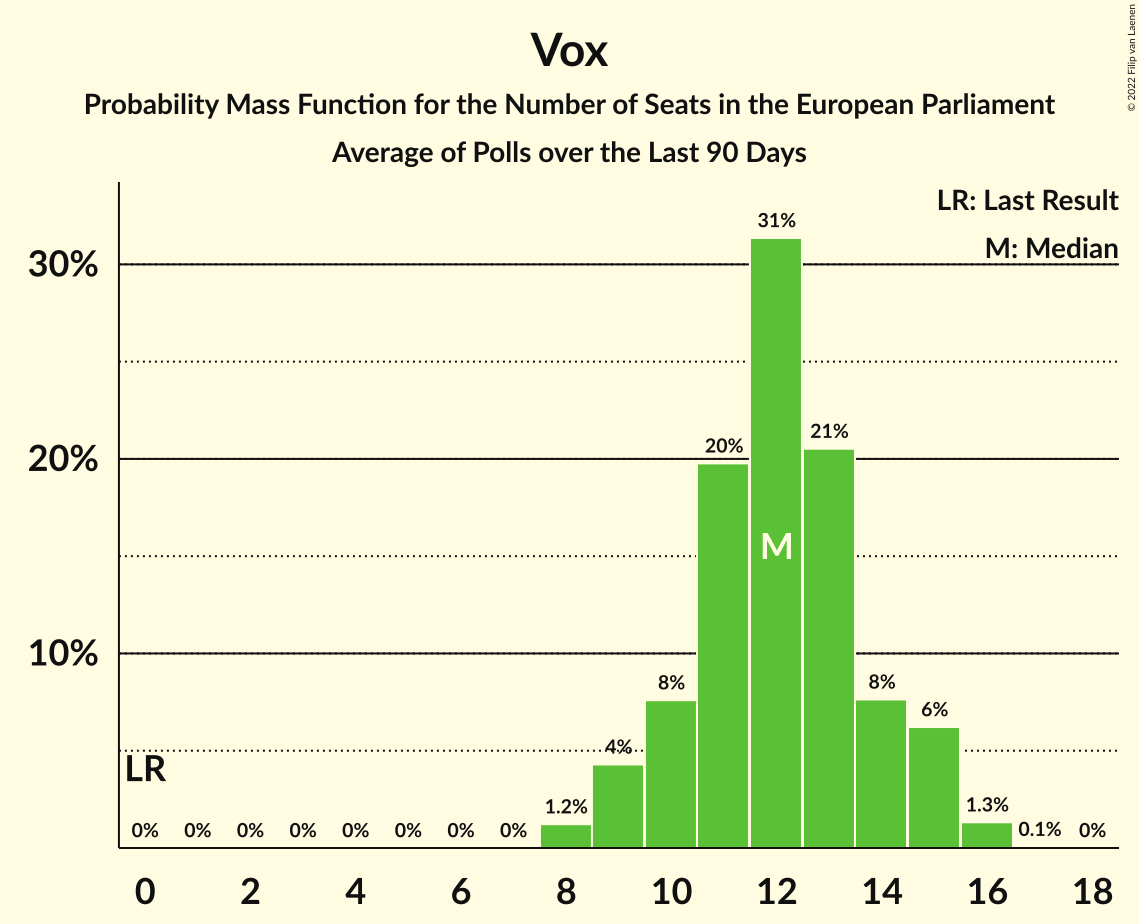 Vox
Probability Mass Function for the Number of Seats in the European Parliament
Average of Polls over the Last 90 Days
© 2022 Filip van Laenen
LR: Last Result
M: Median
30%
20%
10%
31%
21%
20%
M
8%
8%
6%
4%
LR
1.2%
1.3%
0% 0% 0% 0% 0% 0% 0% 0% 0.1% 0%
0 2 4 6 8 10 12 14 16 18